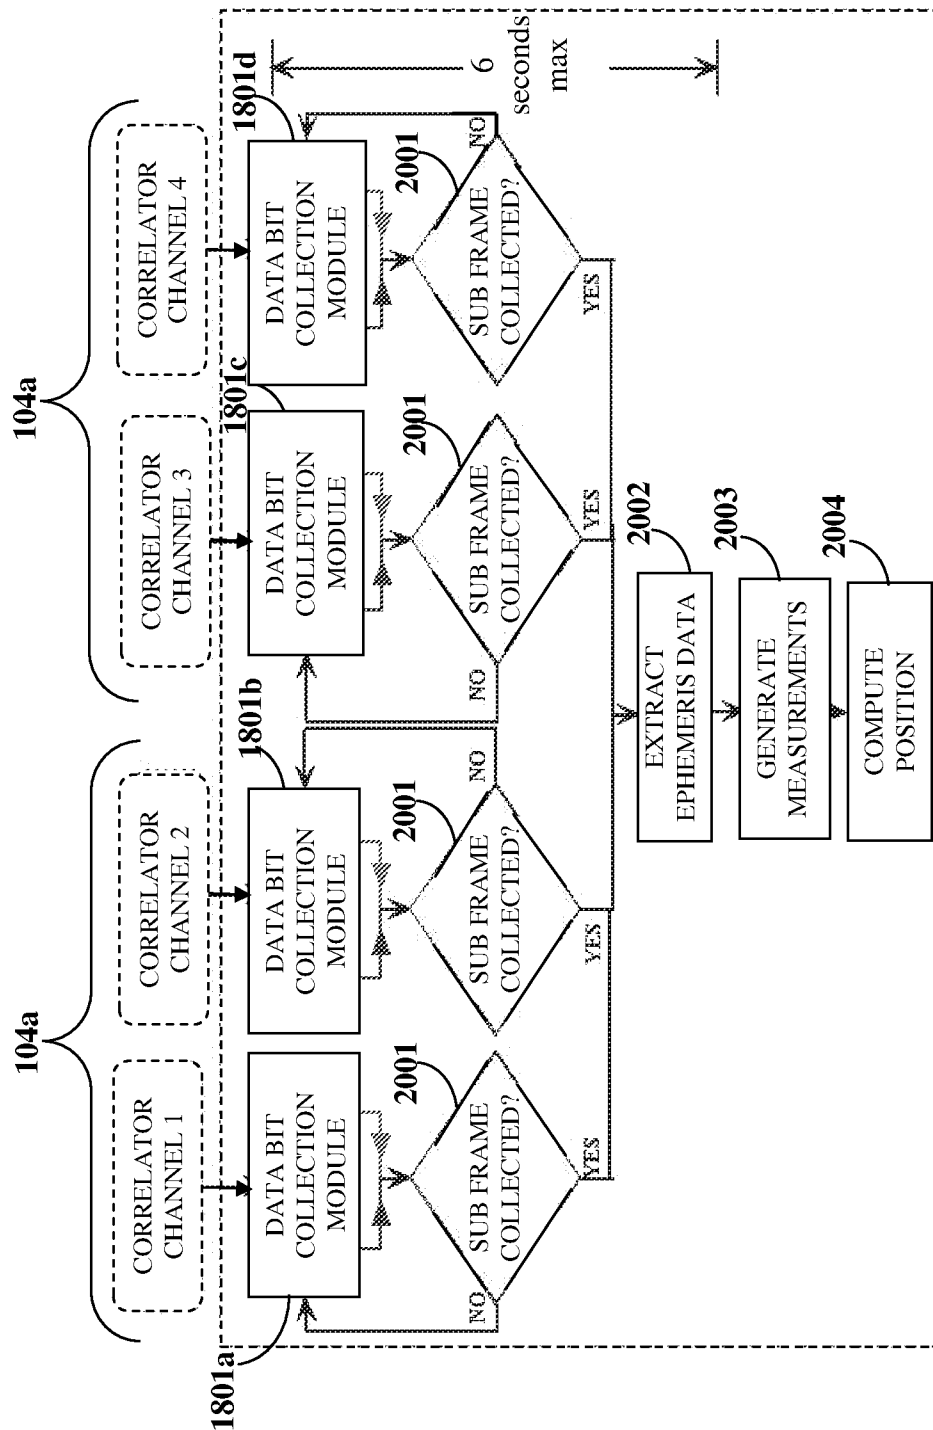 104a
104a
CORRELATOR
CHANNEL 1
CORRELATOR
CHANNEL 2
CORRELATOR
CHANNEL 3
CORRELATOR
CHANNEL 4
1801a
1801b
1801c
1801d
DATA BIT
COLLECTION
MODULE
DATA BIT
COLLECTION
MODULE
DATA BIT
COLLECTION
MODULE
DATA BIT
COLLECTION
MODULE
6
seconds
max
2001
2001
2001
2001
NO
SUB FRAME
COLLECTED?
NO
SUB FRAME
COLLECTED?
NO
SUB FRAME
COLLECTED?
NO
SUB FRAME
COLLECTED?
YES
YES
YES
YES
EXTRACT
EPHEMERIS DATA
2002
GENERATE
MEASUREMENTS
2003
COMPUTE
POSITION
2004